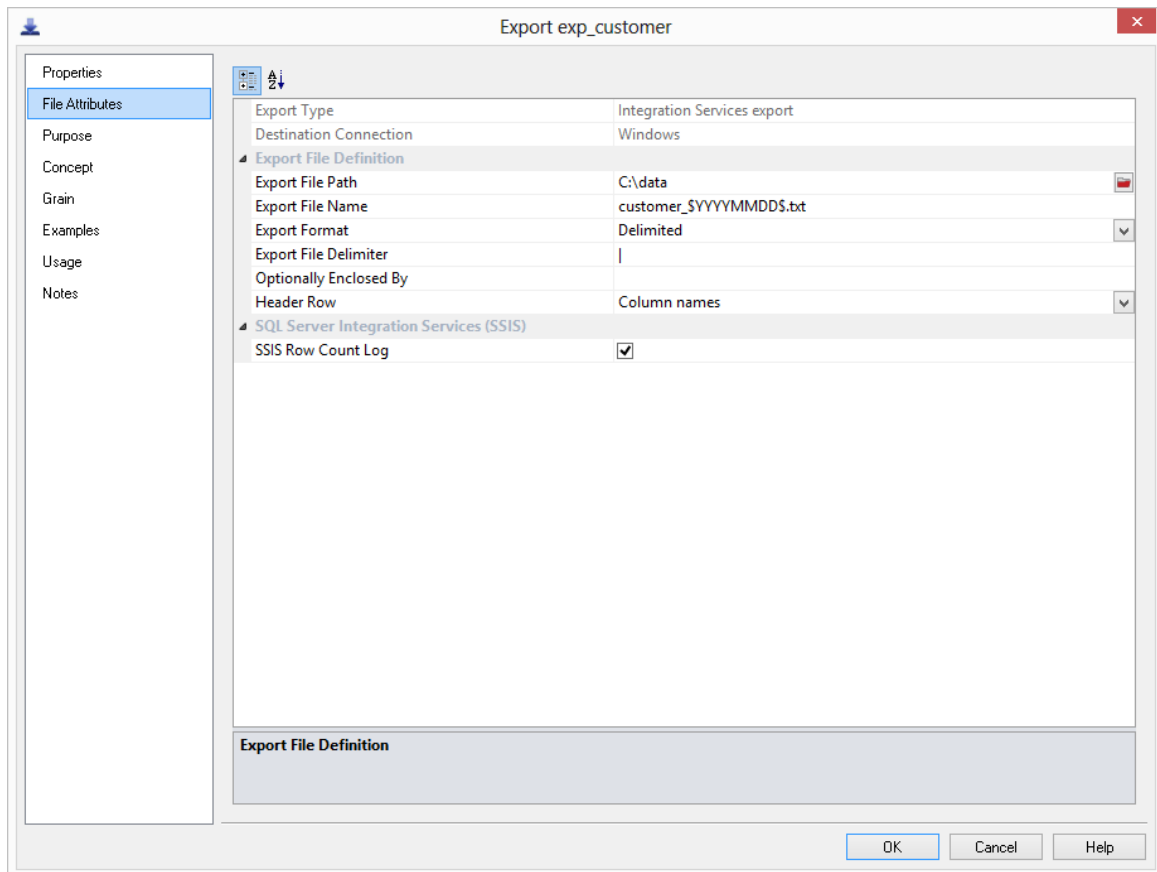 Export exp_customer
Properties
File Attributes
Purpose
Concept
Grain
Examples
Usage
Notes
Export Type Integration Services export
Destination Connection Windows
Export File Definition
Export File Path C:\data
Export File Name customer_$YYYYMMDD$.txt
Export Format Delimited
Export File Delimiter |
Optionally Enclosed By
Header Row Column names
SQL Server Integration Services (SSIS)
SSIS Row Count Log
Export File Definition
OK Cancel Help